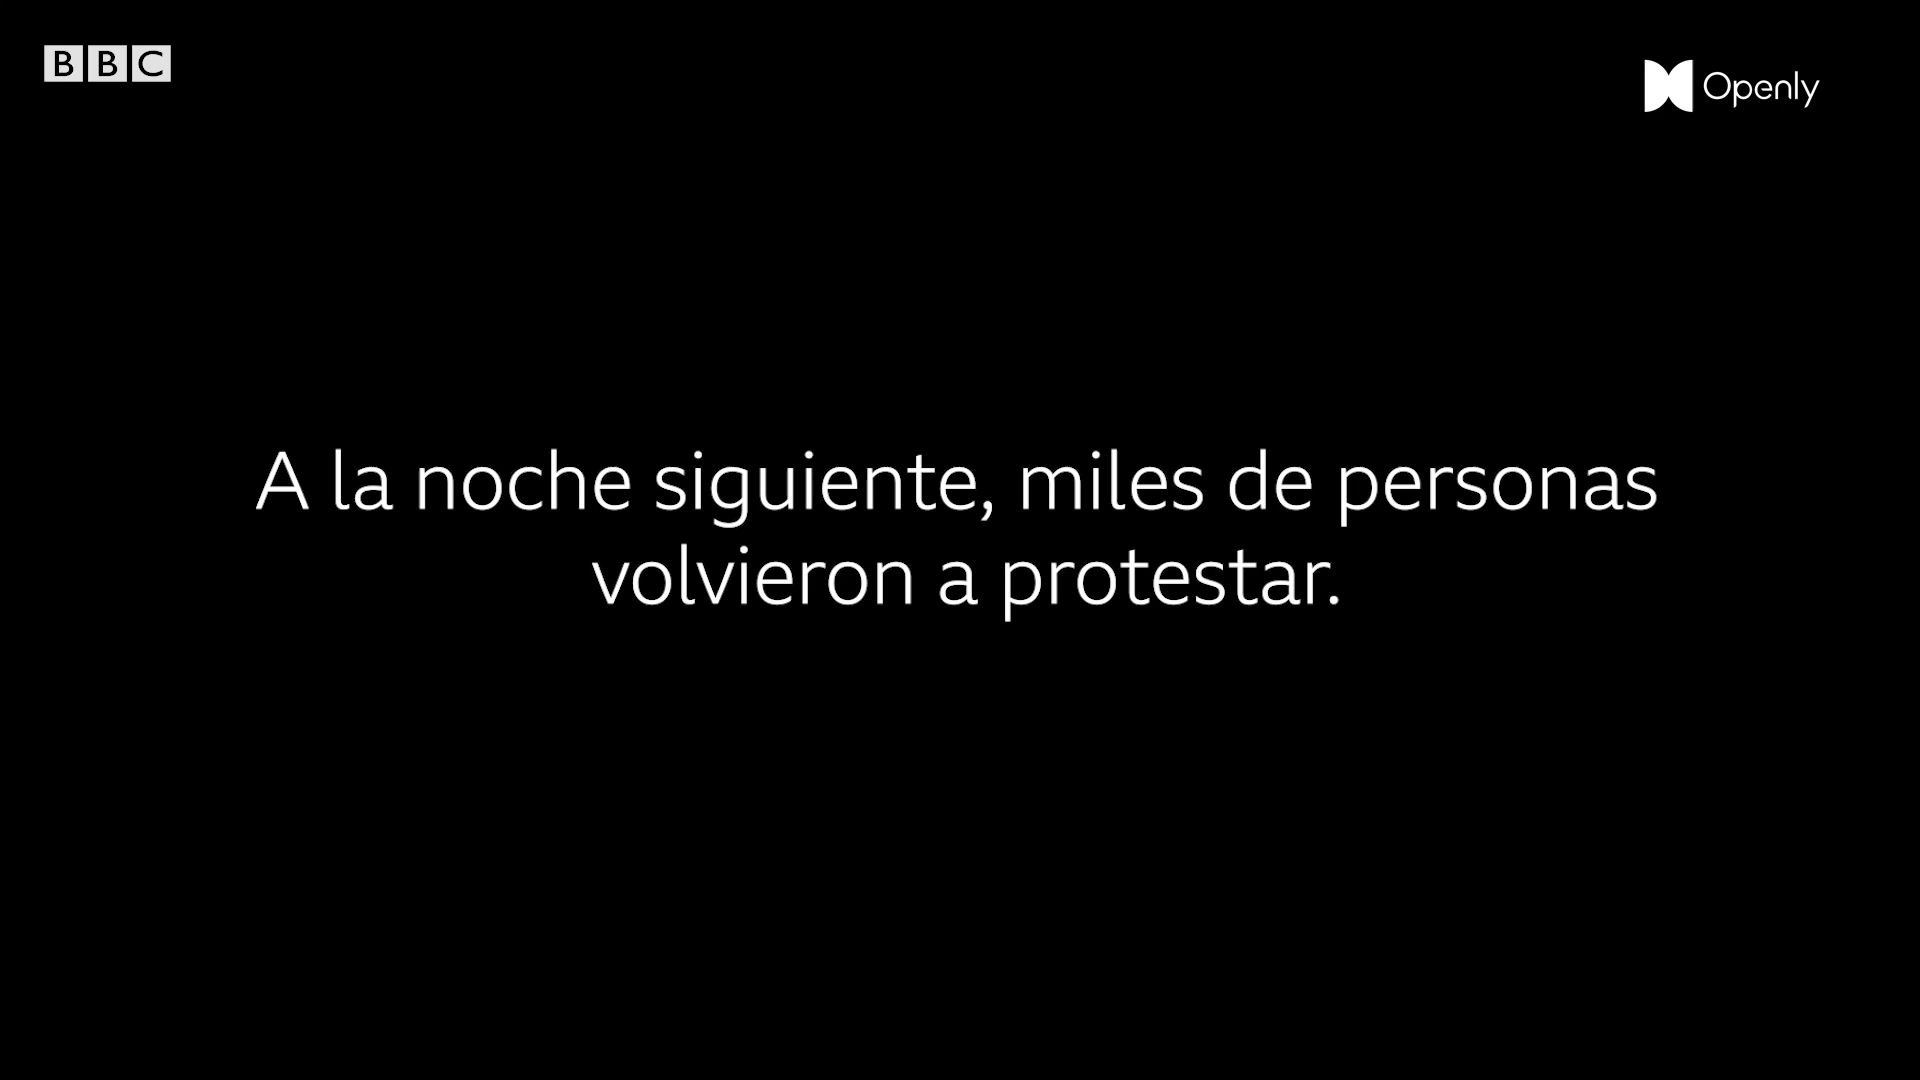 BBC
Openly
A la noche siguiente, miles de personas
volvieron a protestar.